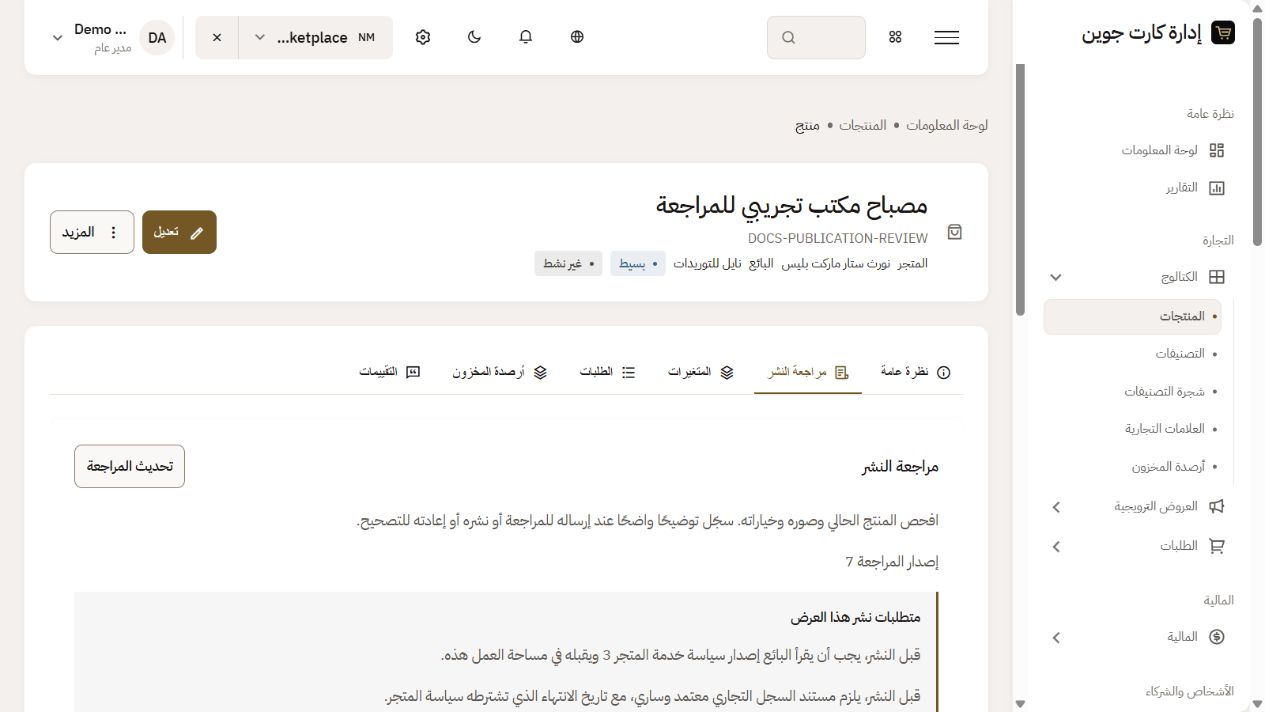 إدارة كارت جوين
نظرة عامة
لوحة المعلومات
التقارير
التجارة
الكتالوج
المنتجات
التصنيفات
شجرة التصنيفات
العلامات التجارية
أرصدة المخزون
العروض الترويجية
الطلبات
المالية
المالية
الأشخاص والشركاء
NM ...ketplace
DA
Demo ...
مدير عام
لوحة المعلومات • المنتجات • منتج
مصباح مكتب تجريبي للمراجعة
DOCS-PUBLICATION-REVIEW
المتجر نورث ستار ماركت بليس البائع نايل للتوريدات • بسيط • غير نشط
تعديل
المزيد
نظرة عامة
مراجعة النشر
المتغيرات
الطلبات
أرصدة المخزون
التقييمات
مراجعة النشر
تحديث المراجعة
افحص المنتج الحالي وصوره وخياراته. سجّل توضيحًا واضحًا عند إرساله للمراجعة أو نشره أو إعادته للتصحيح.
إصدار المراجعة 7
متطلبات نشر هذا العرض
قبل النشر، يجب أن يقرأ البائع إصدار سياسة خدمة المتجر 3 ويقبله في مساحة العمل هذه.
قبل النشر، يلزم مستند السجل التجاري معتمد وساري، مع تاريخ الانتهاء الذي تشترطه سياسة المتجر.